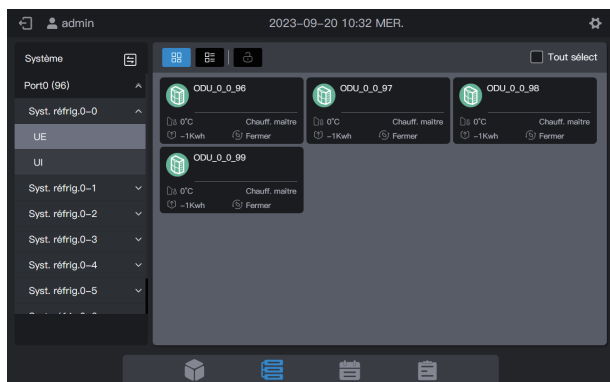 admin
2023-09-20 10:32 MER.
Système
Tout sélect
Port0 (96)
Syst. réfrig.0-0
UE
UI
Syst. réfrig.0-1
Syst. réfrig.0-2
Syst. réfrig.0-3
Syst. réfrig.0-4
Syst. réfrig.0-5
ODU_0_0_96
0°C Chauff. maître
-1Kwh Fermer
ODU_0_0_97
0°C Chauff. maître
-1Kwh Fermer
ODU_0_0_98
0°C Chauff. maître
-1Kwh Fermer
ODU_0_0_99
0°C Chauff. maître
-1Kwh Fermer